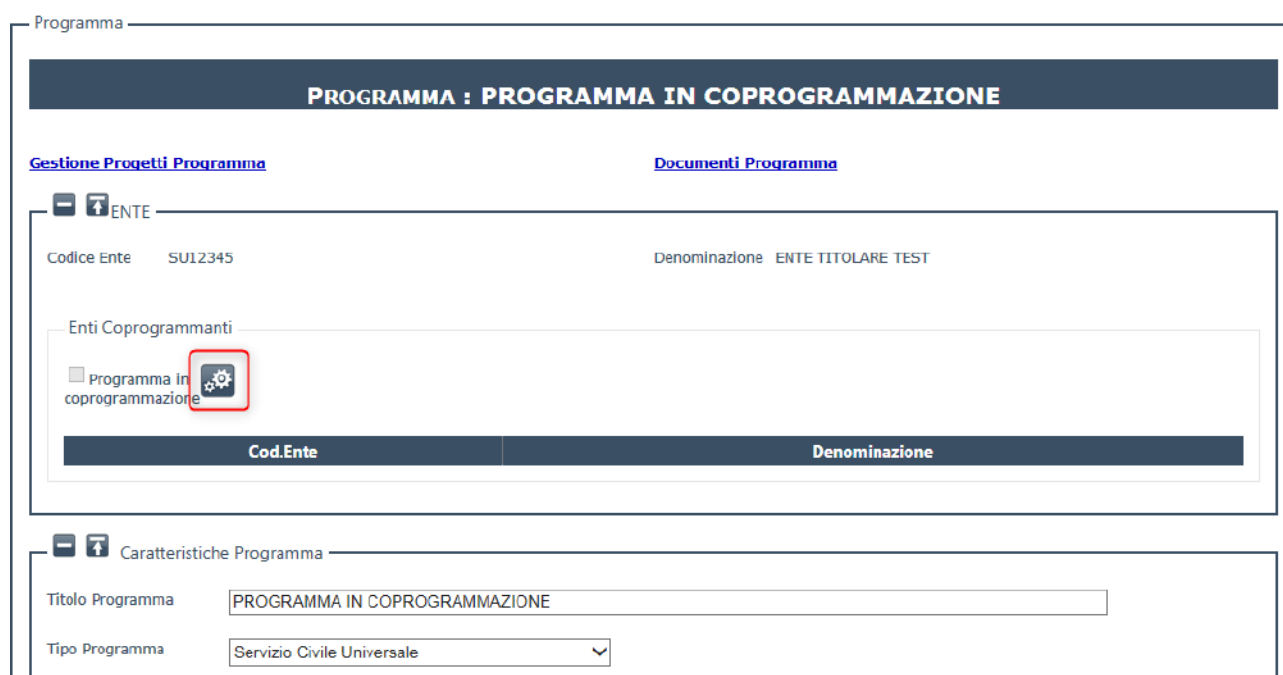 Programma
PROGRAMMA : PROGRAMMA IN COPROGRAMMAZIONE
Gestione Progetti Programma Documenti Programma
ENTE
Codice Ente SU12345 Denominazione ENTE TITOLARE TEST
Enti Coprogrammanti
Programma in
coprogrammazione
Cod.Ente Denominazione
Caratteristiche Programma
Titolo Programma PROGRAMMA IN COPROGRAMMAZIONE
Tipo Programma Servizio Civile Universale